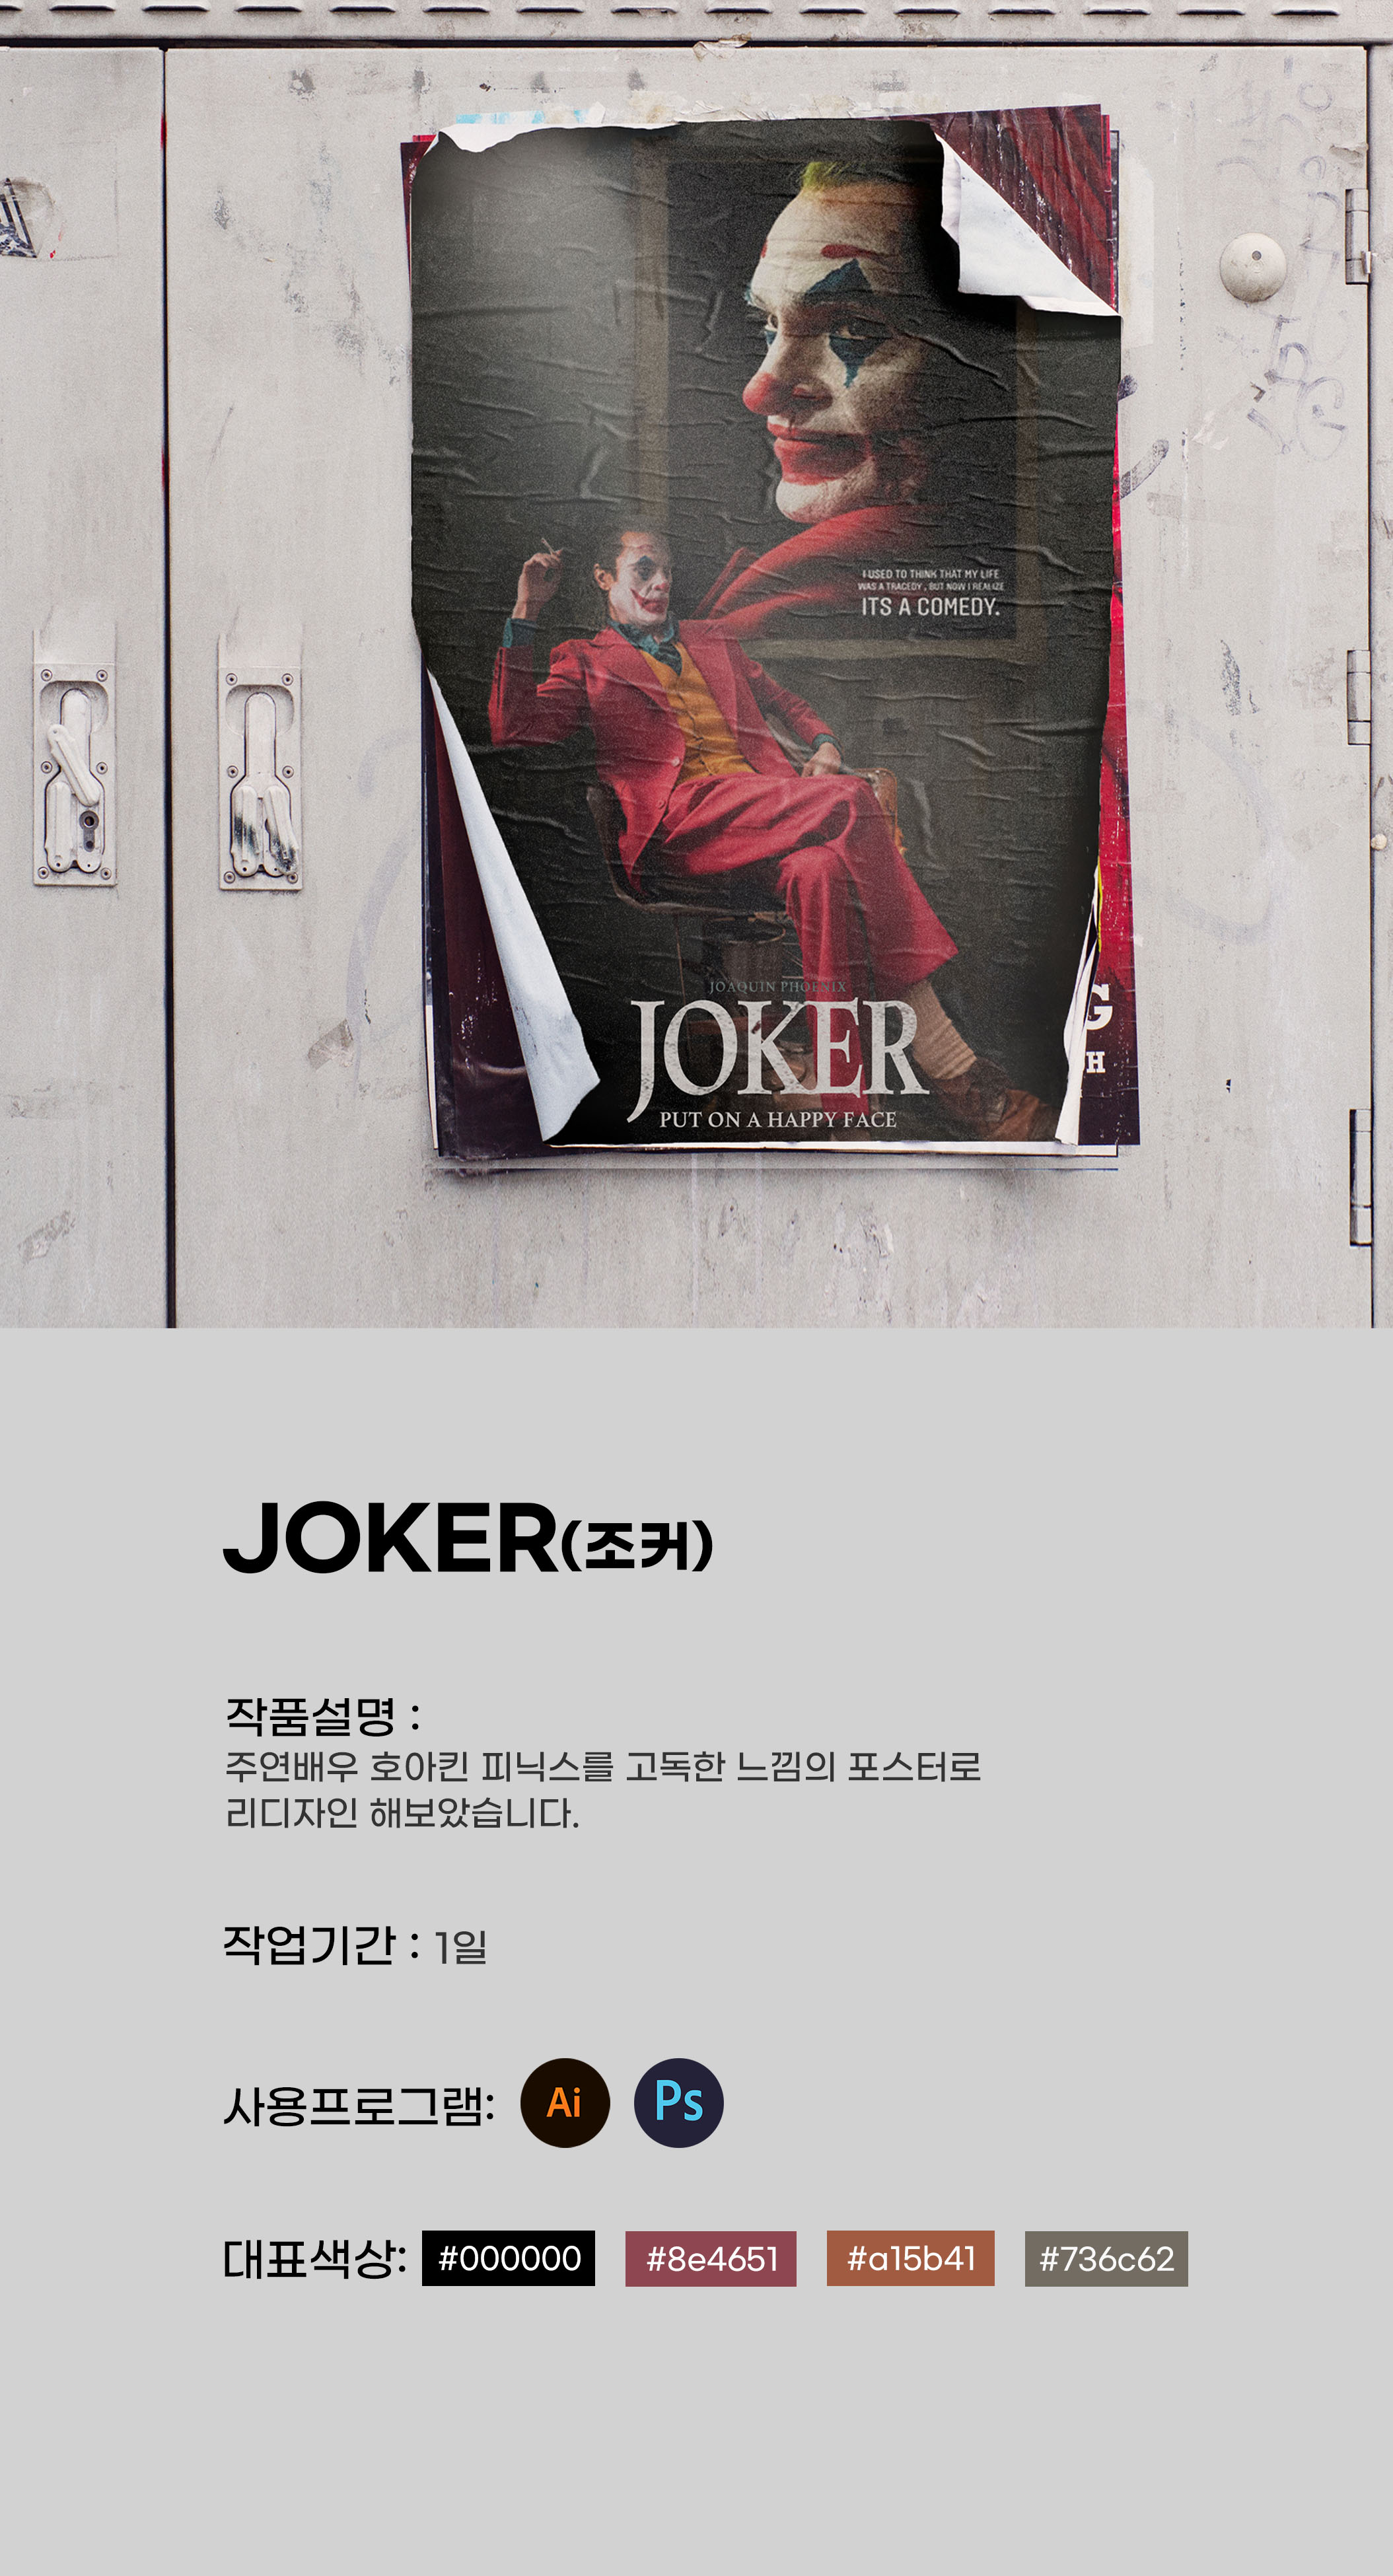 I USED TO THINK THAT MY LIFE
WAS A TRAGEDY , BUT NOW I REALIZE
ITS A COMEDY.
JOAQUIN PHOENIX
JOKER
PUT ON A HAPPY FACE
G
H
JOKER(조커)
작품설명 :
주연배우 호아킨 피닉스를 고독한 느낌의 포스터로
리디자인 해보았습니다.
작업기간 : 1일
사용프로그램: Ai Ps
대표색상: #000000 #8e4651 #a15b41 #736c62